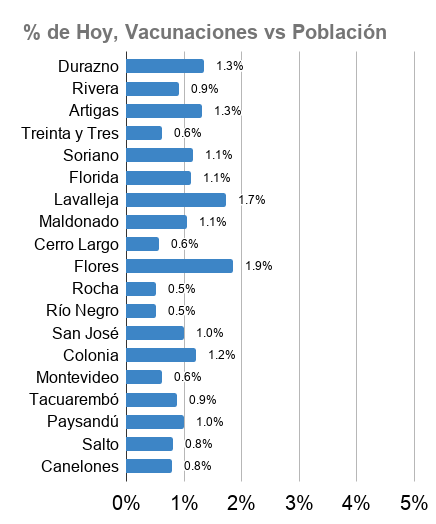 % de Hoy, Vacunaciones vs Población
Durazno 1.3%
Rivera 0.9%
Artigas 1.3%
Treinta y Tres 0.6%
Soriano 1.1%
Florida 1.1%
Lavalleja 1.7%
Maldonado 1.1%
Cerro Largo 0.6%
Flores 1.9%
Rocha 0.5%
Río Negro 0.5%
San José 1.0%
Colonia 1.2%
Montevideo 0.6%
Tacuarembó 0.9%
Paysandú 1.0%
Salto 0.8%
Canelones 0.8%
0% 1% 2% 3% 4% 5%